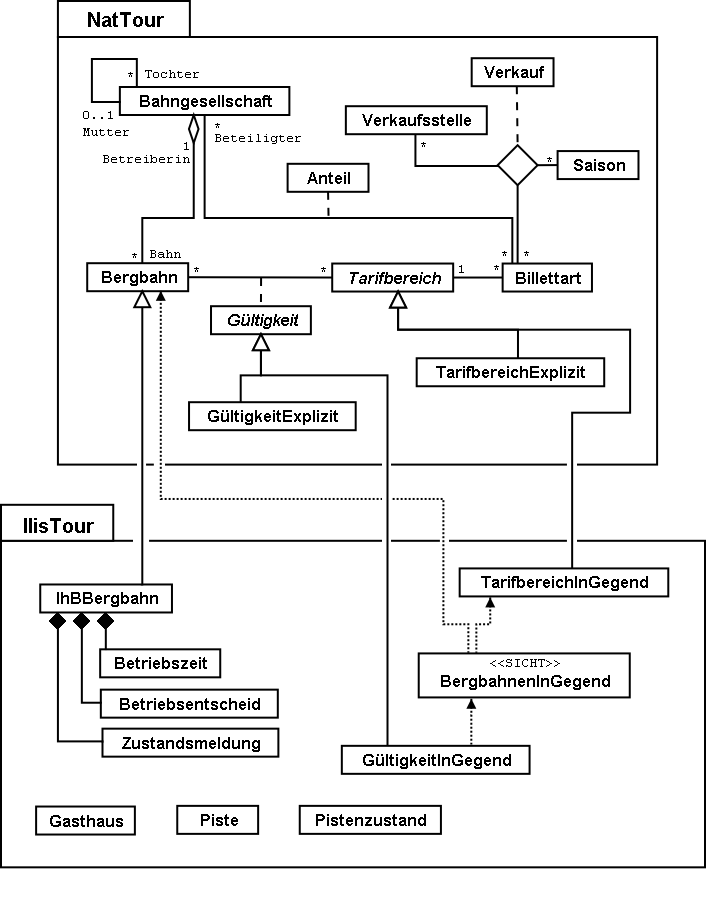 NatTour
Verkauf
* Tochter
Bahngesellschaft
0..1
Mutter
1
Betreiberin
*
Beteiligter
Verkaufsstelle
*
* Saison
Anteil
* Bahn
* *
Bergbahn * * Tarifbereich 1 * Billettart
Gültigkeit
TarifbereichExplizit
GültigkeitExplizit
IlisTour
TarifbereichInGegend
IhBBergbahn
Betriebszeit
<<SICHT>>
BergbahnenInGegend
Betriebsentscheid
Zustandsmeldung
GültigkeitInGegend
Gasthaus Piste Pistenzustand